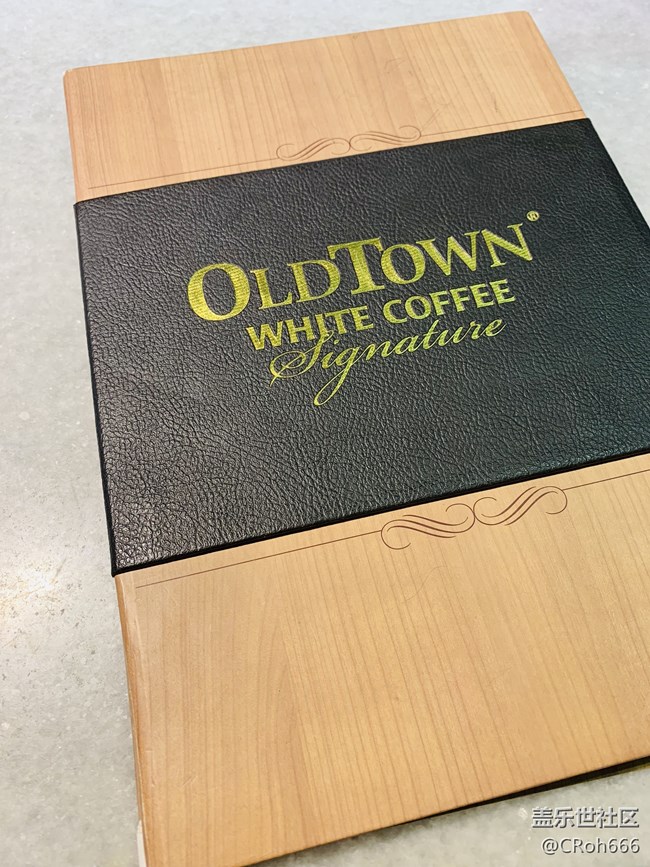 OLDTOWN®
WHITE COFFEE
Signature
盖乐世社区
@CRoh666